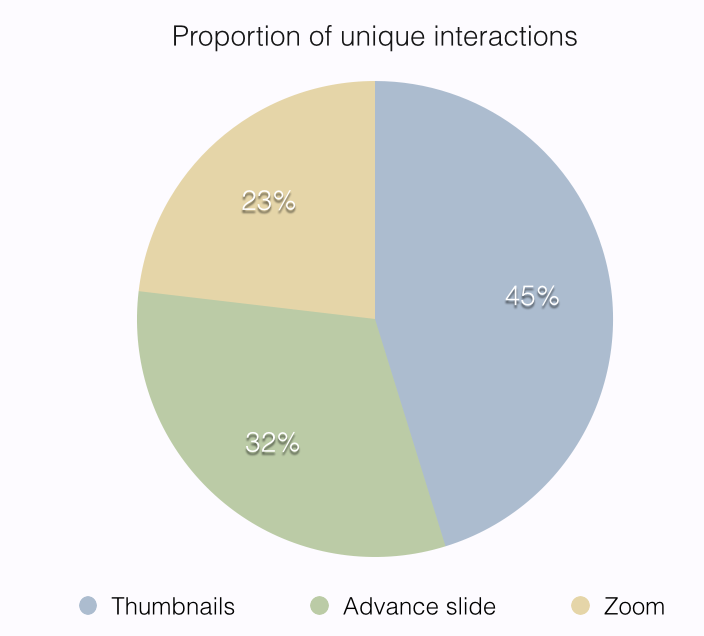 Proportion of unique interactions
23%
45%
32%
Thumbnails Advance slide Zoom